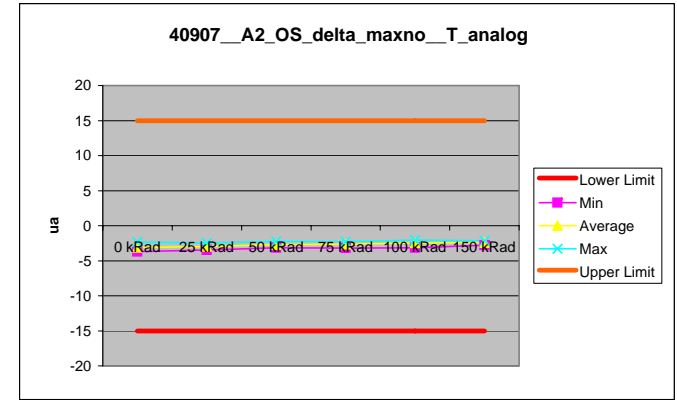 40907__A2_OS_delta_maxno__T_analog
20
15
10
5
0
-5
-10
-15
-20
ua
0 kRad 25 kRad 50 kRad 75 kRad 100 kRad 150 kRad
Lower Limit
Min
Average
Max
Upper Limit